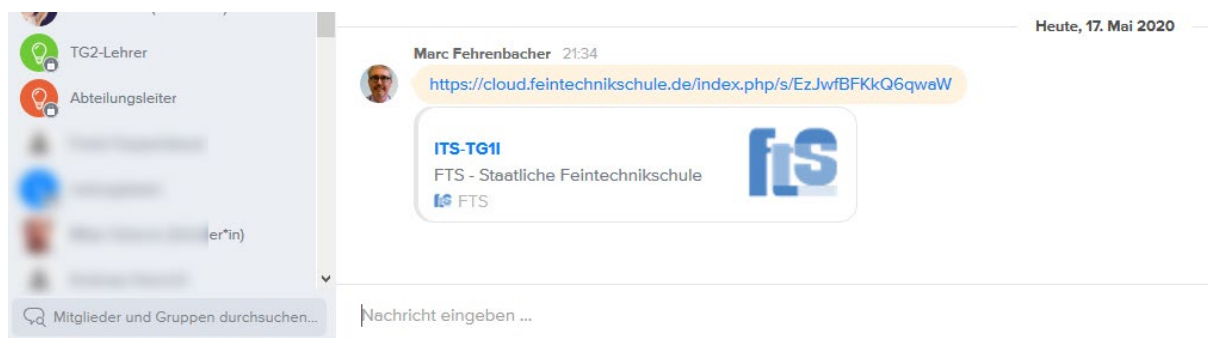 TG2-Lehrer
Abteilungsleiter
er*in)
Mitglieder und Gruppen durchsuchen...
Heute, 17. Mai 2020
Marc Fehrenbacher 21:34
https://cloud.feintechnikschule.de/index.php/s/EzJwfBFKkQ6qwaW
ITS-TG1I
FTS - Staatliche Feintechnikschule
FTS
fts
Nachricht eingeben ...